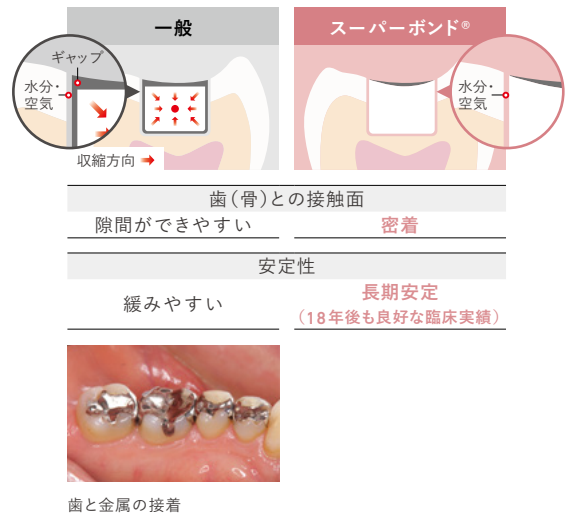 一般
スーパーボンド®
ギャップ
水分・
空気
収縮方向
水分・
空気
歯(骨)との接触面
隙間ができやすい
密着
安定性
緩みやすい
長期安定
(18年後も良好な臨床実績)
歯と金属の接着